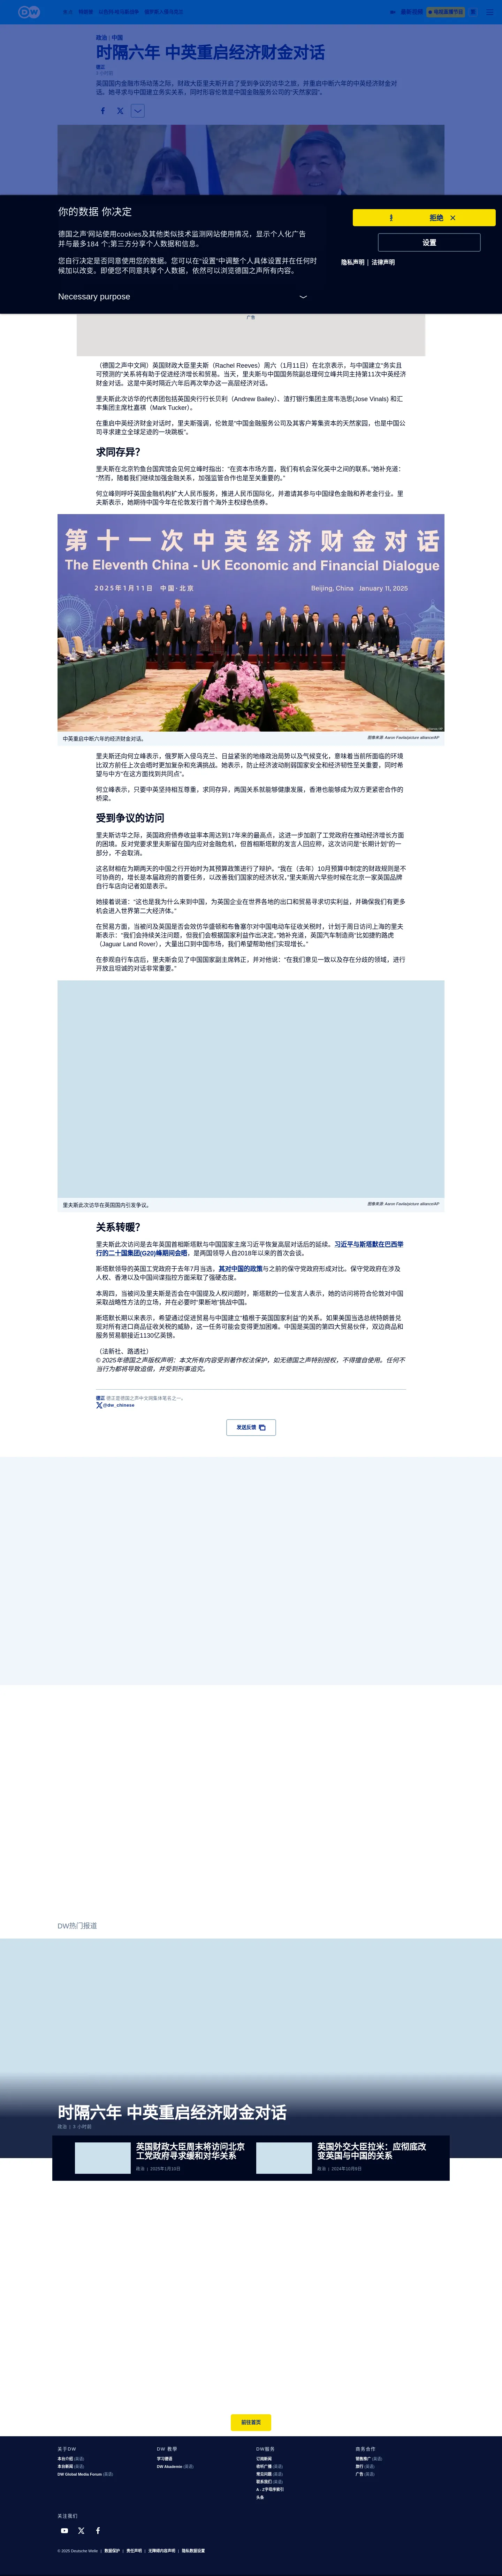 DW
最新视频
电视直播节目
政治 | 中国
时隔六年 中英重启经济财金对话
德正
3 小时前
英国国内金融市场动荡之际，财政大臣里夫斯开启了受到争议的访华之旅，并重启中断六年的中英经济财金对
话。她寻求与中国建立务实关系，同时形容伦敦是中国金融服务公司的“天然家园”。
你的数据 你决定
拒绝
设置
隐私声明 | 法律声明
德国之声’网站使用cookies及其他类似技术监测网站使用情况，显示个人化广告
并与最多184 个;第三方分享个人数据和信息。
您自行决定是否同意使用您的数据。您可以在“设置”中调整个人具体设置并在任何时
候加以改变。即便您不同意共享个人数据，依然可以浏览德国之声所有内容。
Necessary purpose
广告
（德国之声中文网）英国财政大臣里夫斯（Rachel Reeves）周六（1月11日）在北京表示，与中国建立“务实且
可预测的”关系将有助于促进经济增长和贸易。当天，里夫斯与中国国务院副总理何立峰共同主持第11次中英经济
财金对话。这是中英时隔近六年后再次举办这一高层经济对话。
里夫斯此次访华的代表团包括英国央行行长贝利（Andrew Bailey）、渣打银行集团主席韦浩思(Jose Vinals) 和汇
丰集团主席杜嘉祺（Mark Tucker）。
在重启中英经济财金对话时，里夫斯强调，伦敦是“中国金融服务公司及其客户筹集资本的天然家园，也是中国公
司寻求建立全球足迹的一块跳板”。
求同存异？
里夫斯在北京钓鱼台国宾馆会见何立峰时指出：“在资本市场方面，我们有机会深化英中之间的联系。”她补充道：
“然而，随着我们继续加强金融关系，加强监管合作也是至关重要的。”
何立峰则呼吁英国金融机构扩大人民币服务，推进人民币国际化，并邀请其参与中国绿色金融和养老金行业。里
夫斯表示，她期待中国今年在伦敦发行首个海外主权绿色债券。
第十一次中英经济财金对话
The Eleventh China - UK Economic and Financial Dialogue
2025年1月11日 中国·北京
Beijing, China January 11, 2025
中英重启中断六年的经济财金对话。
图像来源: Aaron Favila/picture alliance/AP
里夫斯还向何立峰表示，俄罗斯入侵乌克兰、日益紧张的地缘政治局势以及气候变化，意味着当前所面临的环境
比双方前任上次会晤时更加复杂和充满挑战。她表示，防止经济波动削弱国家安全和经济韧性至关重要，同时希
望与中方“在这方面找到共同点”。
何立峰表示，只要中英坚持相互尊重，求同存异，两国关系就能够健康发展，香港也能够成为双方更紧密合作的
桥梁。
受到争议的访问
里夫斯访华之际，英国政府债券收益率本周达到17年来的最高点，这进一步加剧了工党政府在推动经济增长方面
的困境。反对党要求里夫斯留在国内应对金融危机，但首相斯塔默的发言人回应称，这次访问是“长期计划”的一
部分，不会取消。
这名财相在为期两天的中国之行开始时为其预算政策进行了辩护。“我在（去年）10月预算中制定的财政规则是不
可协商的，增长是本届政府的首要任务，以改善我们国家的经济状况，”里夫斯周六早些时候在北京一家英国品牌
自行车店向记者如是表示。
她接着说道：“这也是我为什么来到中国，为英国企业在世界各地的出口和贸易寻求切实利益，并确保我们有更多
机会进入世界第二大经济体。”
在贸易方面，当被问及英国是否会效仿华盛顿和布鲁塞尔对中国电动车征收关税时，计划于周日访问上海的里夫
斯表示：“我们会持续关注问题，但我们会根据国家利益作出决定。”她补充道，英国汽车制造商“比如捷豹路虎
（Jaguar Land Rover），大量出口到中国市场，我们希望帮助他们实现增长。”
在参观自行车店后，里夫斯会见了中国国家副主席韩正，并对他说：“在我们意见一致以及存在分歧的领域，进行
开放且坦诚的对话非常重要。”
里夫斯此次访华在英国国内引发争议。
图像来源: Aaron Favila/picture alliance/AP
关系转暖？
里夫斯此次访问是去年英国首相斯塔默与中国国家主席习近平恢复高层对话后的延续。习近平与斯塔默在巴西举
行的二十国集团(G20)峰期间会晤，是两国领导人自2018年以来的首次会谈。
斯塔默领导的英国工党政府于去年7月当选，其对中国的政策与之前的保守党政府形成对比。保守党政府在涉及
人权、香港以及中国间谍指控方面采取了强硬态度。
本周四，当被问及里夫斯是否会在中国提及人权问题时，斯塔默的一位发言人表示，她的访问将符合伦敦对中国
采取战略性方法的立场，并在必要时“果断地”挑战中国。
斯塔默长期以来表示，希望通过促进贸易与中国建立“植根于英国国家利益”的关系。如果美国当选总统特朗普兑
现对所有进口商品征收关税的威胁，这一任务可能会变得更加困难。中国是英国的第四大贸易伙伴，双边商品和
服务贸易额接近1130亿英镑。
（法新社、路透社）
© 2025年德国之声版权声明：本文所有内容受到著作权法保护，如无德国之声特别授权，不得擅自使用。任何不
当行为都将导致追偿，并受到刑事追究。
德正 德正是德国之声中文网集体笔名之一。
@dw_chinese
发送反馈
DW热门报道
时隔六年 中英重启经济财金对话
政治 | 3 小时前
英国财政大臣周末将访问北京
工党政府寻求缓和对华关系
政治 | 2025年1月10日
英国外交大臣拉米：应彻底改
变英国与中国的关系
政治 | 2024年10月9日
前往首页
关于DW
DW 教學
DW服务
商务合作
本台介绍 (英语)
本台新闻 (英语)
DW Global Media Forum (英语)
学习德语
DW Akademie (英语)
订阅新闻
收听广播 (英语)
常见问题 (英语)
联系我们 (英语)
A - Z字母序索引
头条
销售推广 (英语)
旅行 (英语)
广告 (英语)
关注我们
© 2025 Deutsche Welle | 数据保护 | 责任声明 | 无障碍内容声明 | 隐私数据设置